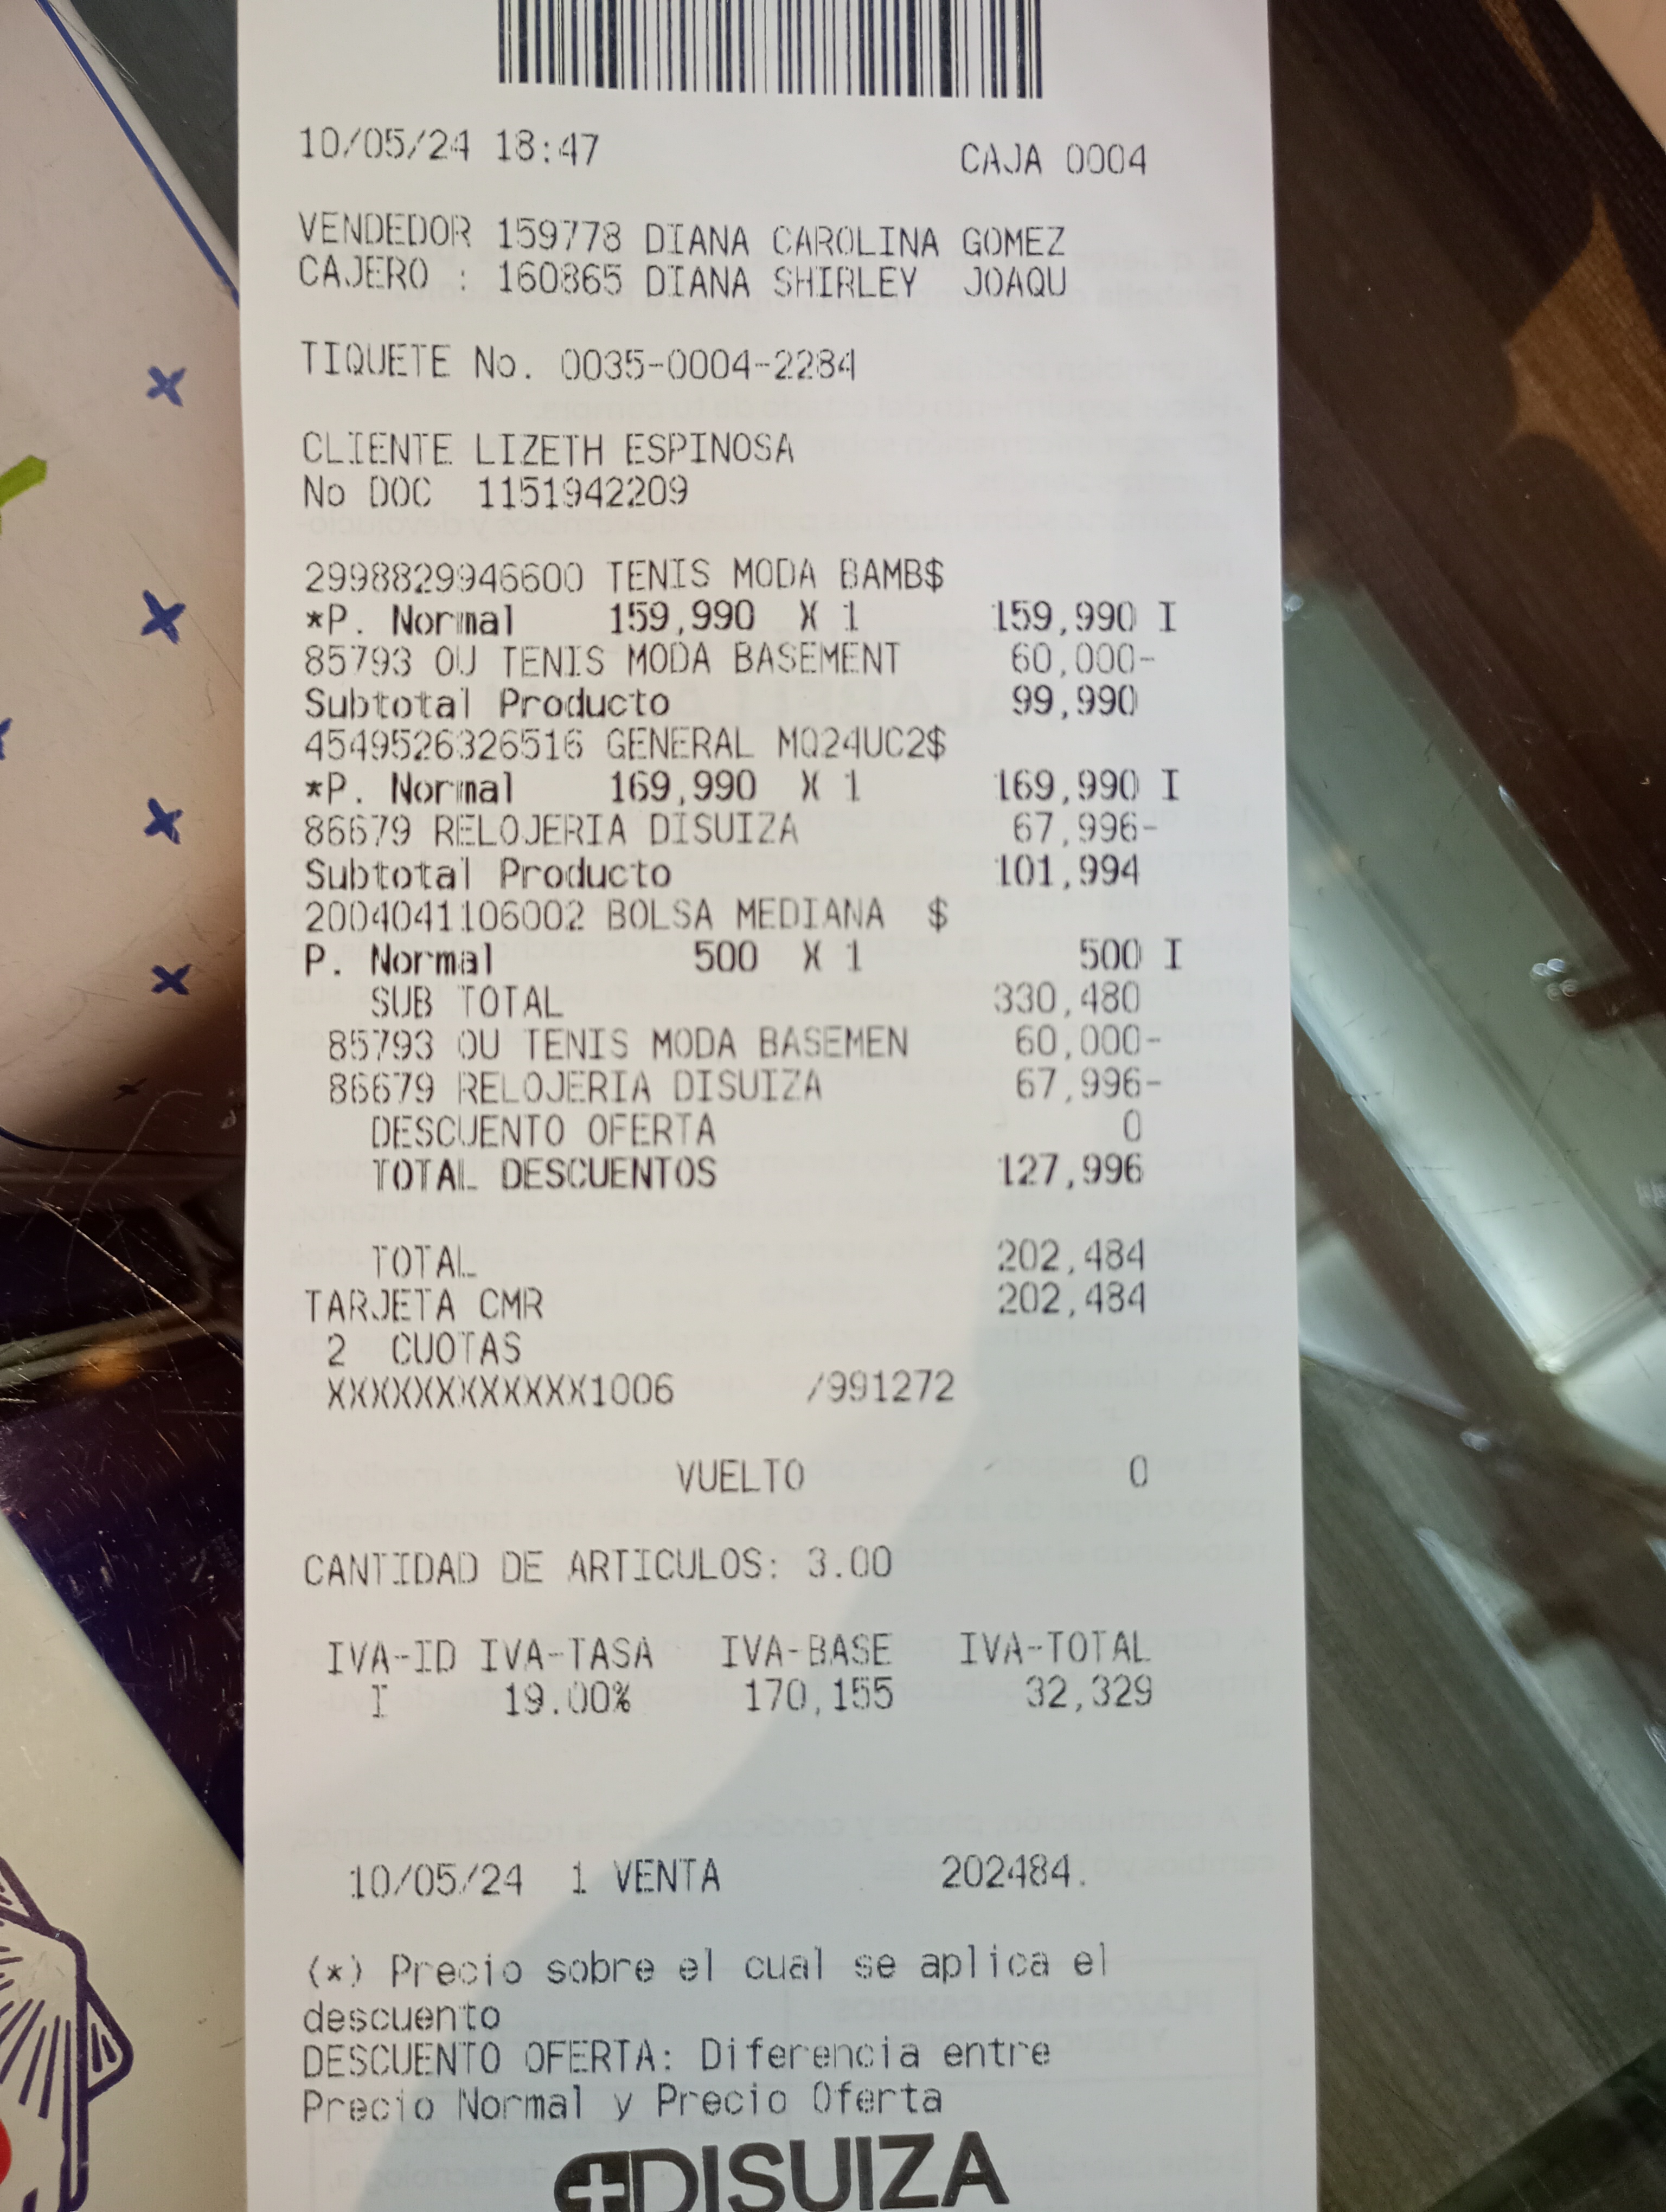 10/05/24 18:47 CAJA 0004
VENDEDOR 159778 DIANA CAROLINA GOMEZ
CAJERO : 160865 DIANA SHIRLEY JOAQU
TIQUETE No. 0035-0004-2284
CLIENTE LIZETH ESPINOSA
No DOC 1151942209
2998829946600 TENIS MODA BAMB$
*P. Normal 159,990 X 1 159,990 I
85793 OU TENIS MODA BASEMENT 60,000-
Subtotal Producto 99,990
4549526326516 GENERAL MQ24UC2$
*P. Normal 169,990 X 1 169,990 I
86679 RELOJERIA DISUIZA 67,996-
Subtotal Producto 101,994
2004041106002 BOLSA MEDIANA $
P. Normal 500 X 1 500 I
SUB TOTAL 330,480
85793 OU TENIS MODA BASEMEN 60,000-
86679 RELOJERIA DISUIZA 67,996-
DESCUENTO OFERTA 0
TOTAL DESCUENTOS 127,996
TOTAL 202,484
TARJETA CMR 202,484
2 CUOTAS
XXXXXXXXXXXX1006 /991272
VUELTO 0
CANTIDAD DE ARTICULOS: 3.00
IVA-ID IVA-TASA IVA-BASE IVA-TOTAL
I 19.00% 170,155 32,329
10/05/24 1 VENTA 202484.
(*) Precio sobre el cual se aplica el
descuento
DESCUENTO OFERTA: Diferencia entre
Precio Normal y Precio Oferta
DISUIZA